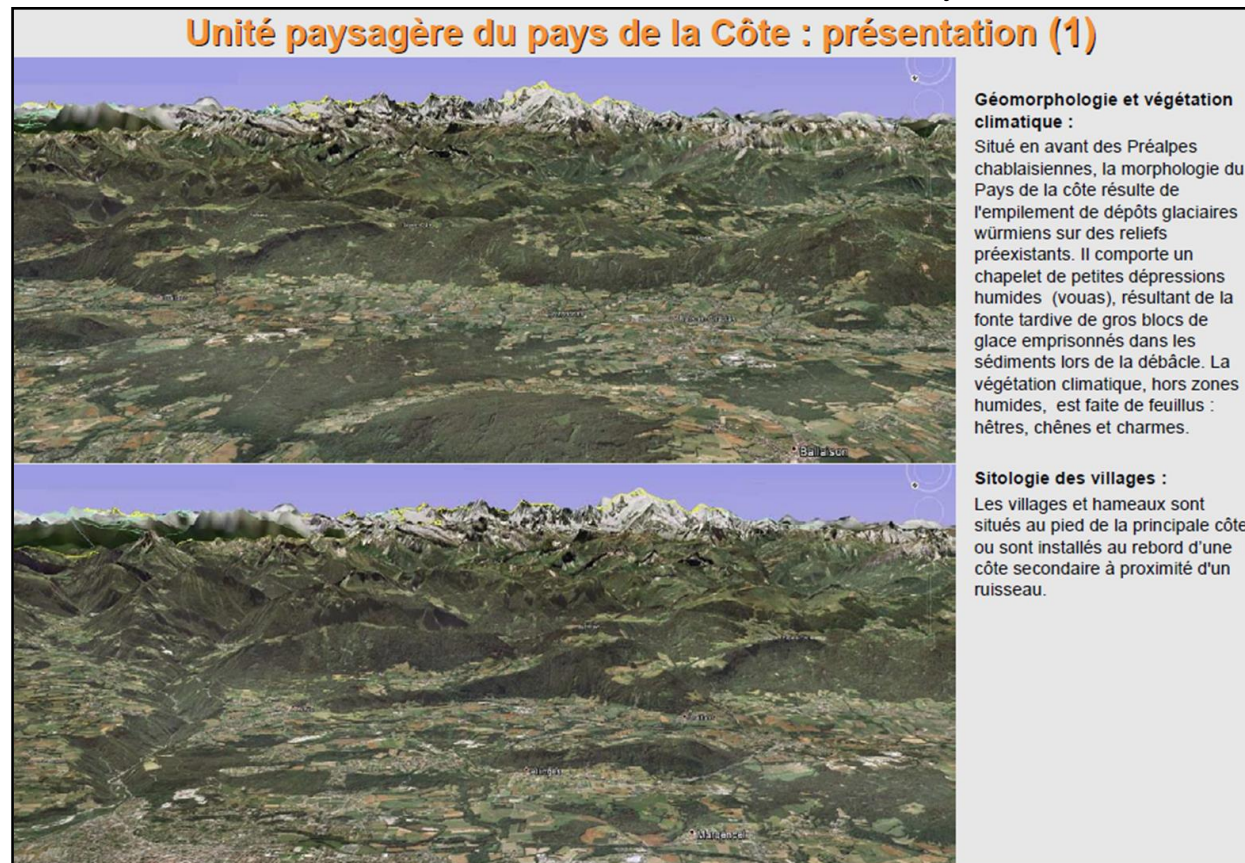 Unité paysagère du pays de la Côte : présentation (1)
Géomorphologie et végétation
climatique :
Situé en avant des Préalpes
chablaisiennes, la morphologie du
Pays de la côte résulte de
l'empilement de dépôts glaciaires
würmiens sur des reliefs
préexistants. Il comporte un
chapelet de petites dépressions
humides (vouas), résultant de la
fonte tardive de gros blocs de
glace emprisonnés dans les
sédiments lors de la débâcle. La
végétation climatique, hors zones
humides, est faite de feuillus :
hêtres, chênes et charmes.
Sitologie des villages :
Les villages et hameaux sont
situés au pied de la principale côte
ou sont installés au rebord d'une
côte secondaire à proximité d'un
ruisseau.
Ballaison
Margencel